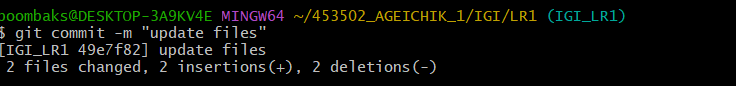 boombaks@DESKTOP-3A9KV4E MINGW64 ~/453502_AGEICHIK_1/IGI/LR1 (IGI_LR1)
$ git commit -m "update files"
[IGI_LR1 49e7f82] update files
 2 files changed, 2 insertions(+), 2 deletions(-)